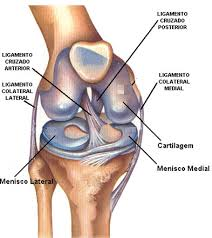 LIGAMENTO
CRUZADO
POSTERIOR
LIGAMENTO
CRUZADO
ANTERIOR
LIGAMENTO
COLATERAL
LATERAL
LIGAMENTO
COLATERAL
MEDIAL
Cartilagem
Menisco Medial
Menisco Lateral